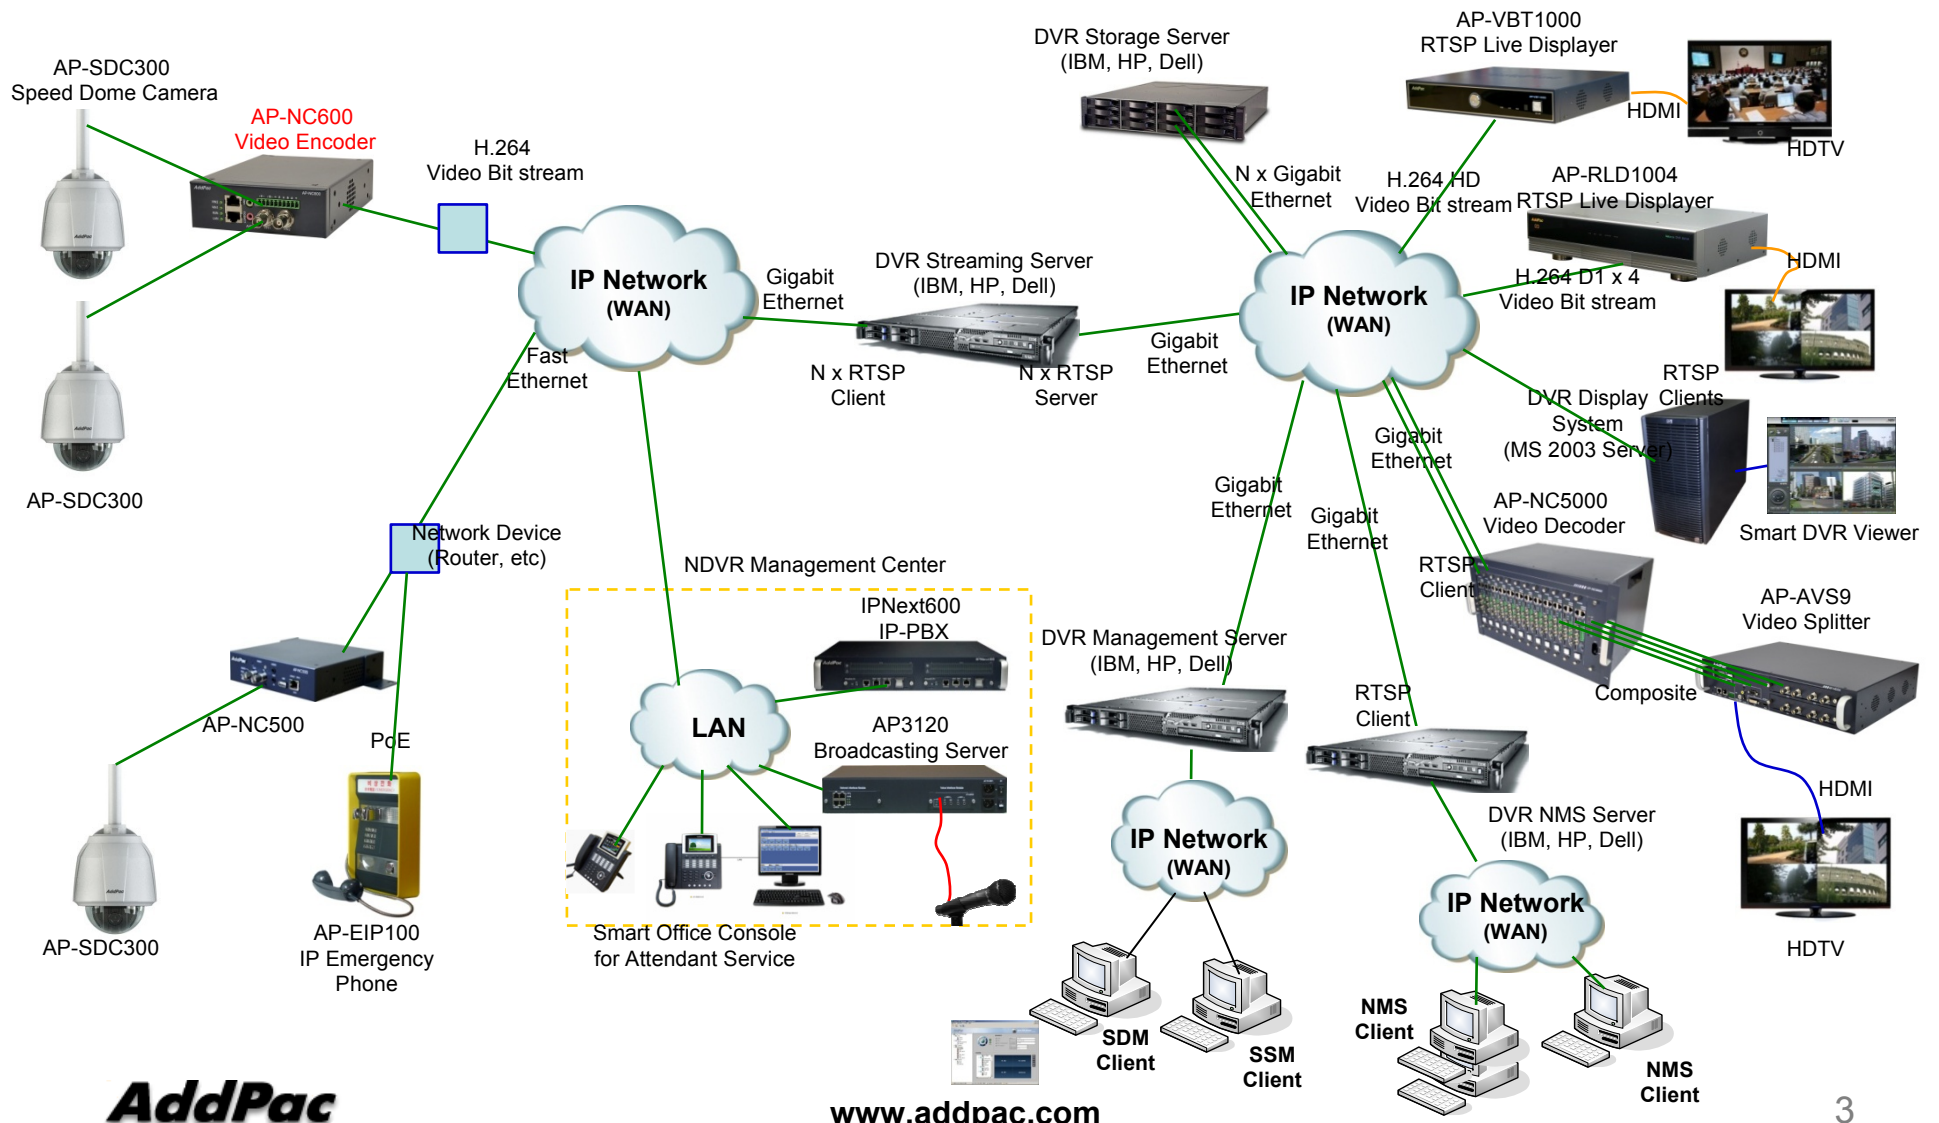 AP-SDC300
Speed Dome Camera
AP-NC600
Video Encoder
H.264
Video Bit stream
DVR Storage Server
(IBM, HP, Dell)
AP-VBT1000
RTSP Live Displayer
HDMI
HDTV
N x Gigabit
Ethernet
H.264 HD
Video Bit stream
AP-RLD1004
RTSP Live Displayer
HDMI
H.264 D1 x 4
Video Bit stream
IP Network
(WAN)
Gigabit
Ethernet
DVR Streaming Server
(IBM, HP, Dell)
N x RTSP
Client
N x RTSP
Server
Gigabit
Ethernet
IP Network
(WAN)
Fast
Ethernet
AP-SDC300
RTSP
Clients
DVR Display
System
(MS 2003 Server)
Smart DVR Viewer
Gigabit
Ethernet
Gigabit
Ethernet
Gigabit
Ethernet
AP-NC5000
Video Decoder
RTSP
Client
Network Device
(Router, etc)
NDVR Management Center
IPNext600
IP-PBX
LAN
AP3120
Broadcasting Server
Smart Office Console
for Attendant Service
AP-NC500
PoE
AP-SDC300
AP-EIP100
IP Emergency
Phone
DVR Management Server
(IBM, HP, Dell)
RTSP
Client
AP-AVS9
Video Splitter
Composite
HDMI
HDTV
DVR NMS Server
(IBM, HP, Dell)
IP Network
(WAN)
IP Network
(WAN)
SDM
Client
SSM
Client
NMS
Client
NMS
Client
AddPac
www.addpac.com
3